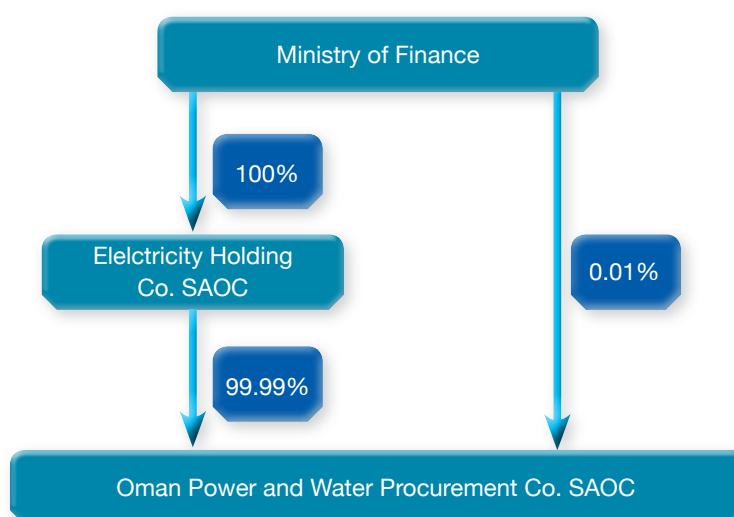 Ministry of Finance
100%
Elelctricity Holding
Co. SAOC
0.01%
99.99%
Oman Power and Water Procurement Co. SAOC